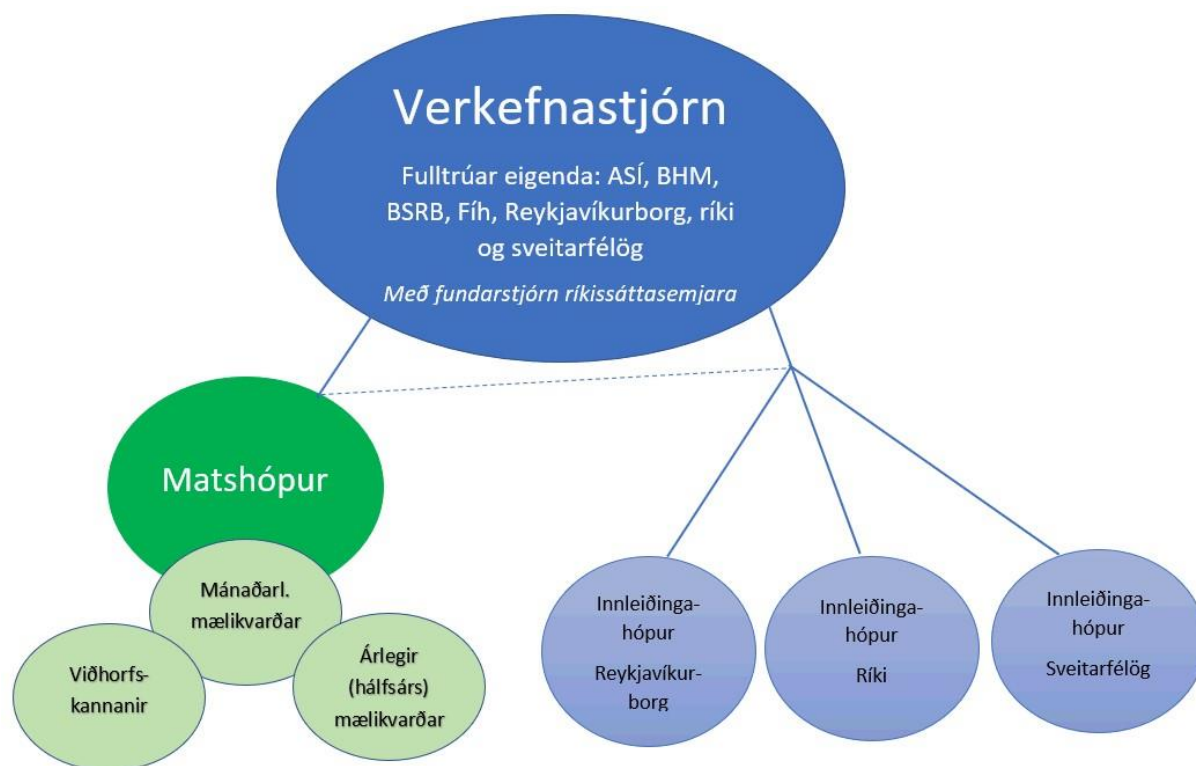 Verkefnastjórn
Fulltrúar eigenda: ASÍ, BHM,
BSRB, Fíh, Reykjavíkurborg, ríki
og sveitarfélög
Með fundarstjórn ríkissáttasemjara
Matshópur
Mánaðarl.
mælikvarðar
Viðhorfs-
kannanir
Árlegir
(hálfsárs)
mælikvarðar
Innleiðinga-
hópur
Reykjavíkur-
borg
Innleiðinga-
hópur
Ríki
Innleiðinga-
hópur
Sveitarfélög